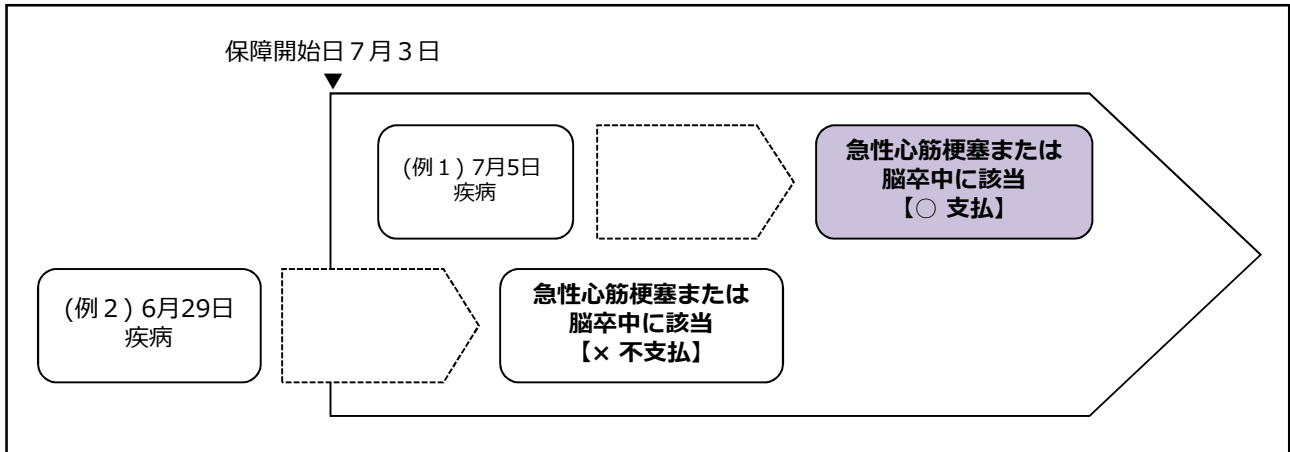 保障開始日７月３日
▼
(例１) 7月5日
疾病
急性心筋梗塞または
脳卒中に該当
【○ 支払】
(例２) 6月29日
疾病
急性心筋梗塞または
脳卒中に該当
【× 不支払】